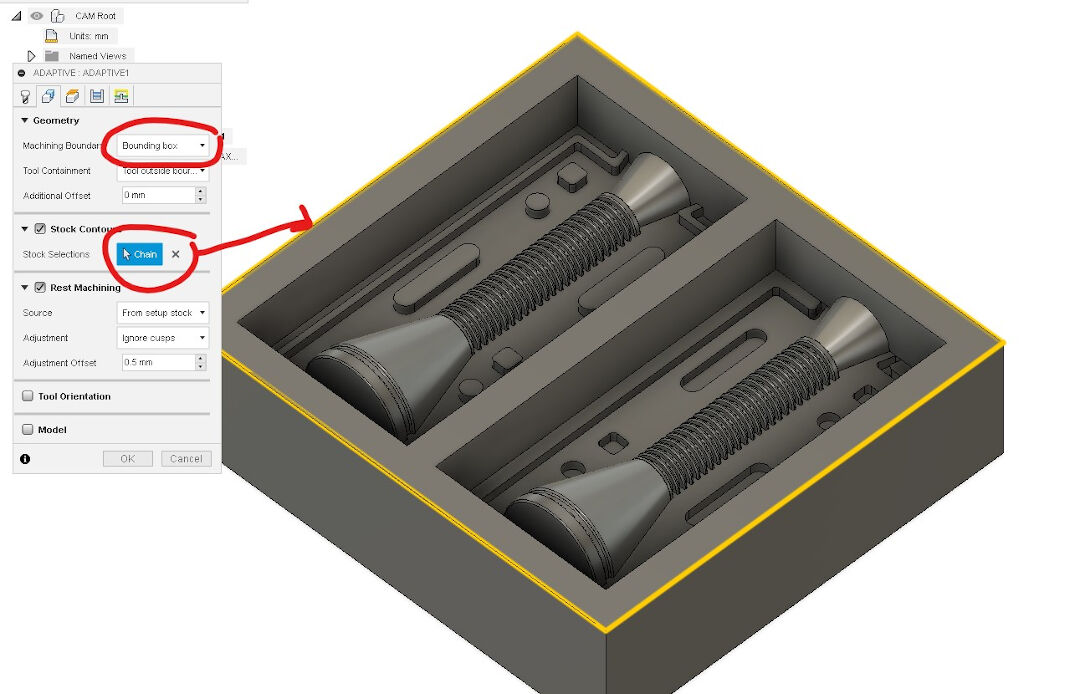 CAM Root
Units: mm
Named Views
ADAPTIVE : ADAPTIVE1
Geometry
Machining Boundary Bounding box
AX...
Tool Containment Tool outside bour...
Additional Offset 0 mm
Stock Contours
Stock Selections Chain
Rest Machining
Source From setup stock
Adjustment Ignore cusps
Adjustment Offset 0.5 mm
Tool Orientation
Model
OK Cancel